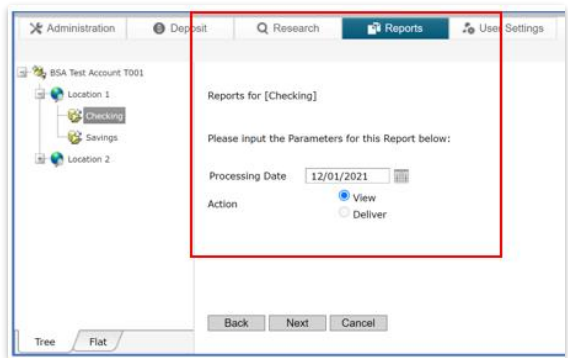 Administration Deposit Research Reports User Settings
BSA Test Account T001
Location 1
Checking
Savings
Location 2
Reports for [Checking]
Please input the Parameters for this Report below:
Processing Date 12/01/2021
Action View
Deliver
Back Next Cancel
Tree Flat